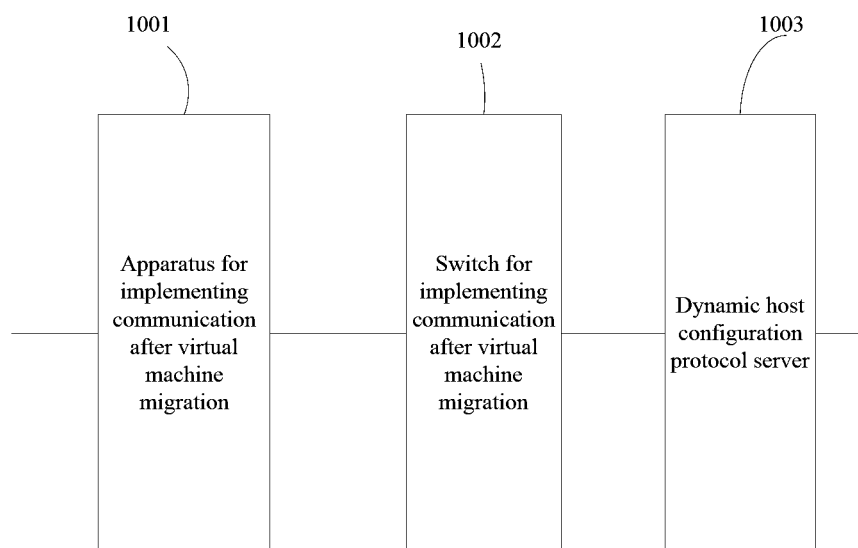 1001
1002
1003
Apparatus for
implementing
communication
after virtual
machine
migration
Switch for
implementing
communication
after virtual
machine
migration
Dynamic host
configuration
protocol server